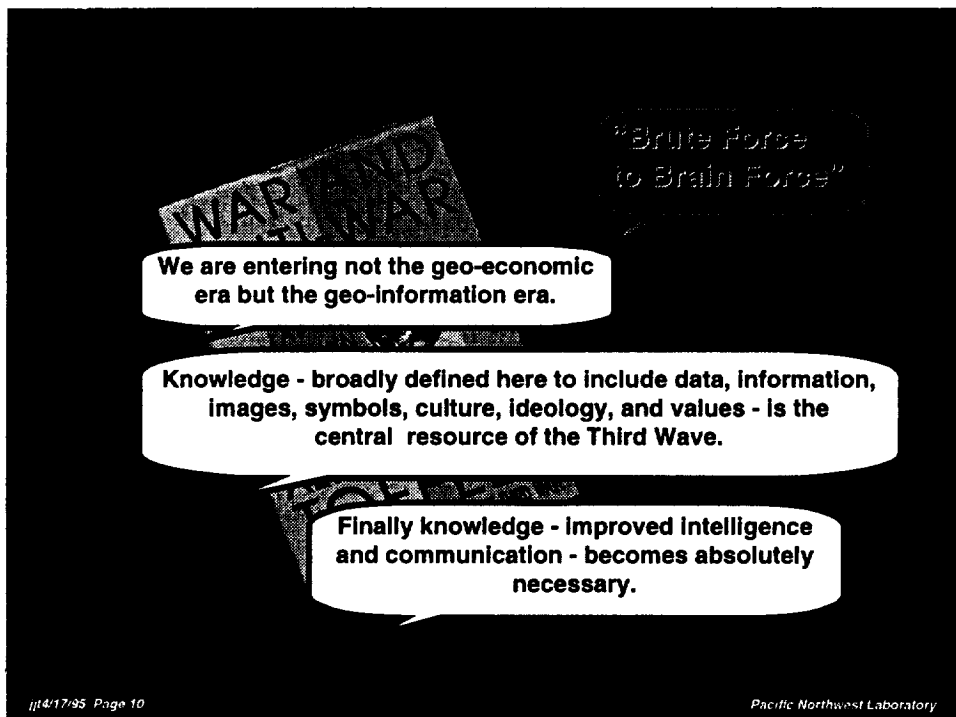 "Brute Force
to Brain Force"
WAR AND
WAR
We are entering not the geo-economic
era but the geo-information era.
Knowledge - broadly defined here to include data, information,
images, symbols, culture, ideology, and values - is the
central resource of the Third Wave.
Finally knowledge - improved intelligence
and communication - becomes absolutely
necessary.
jjt4/17/95 Page 10
Pacific Northwest Laboratory